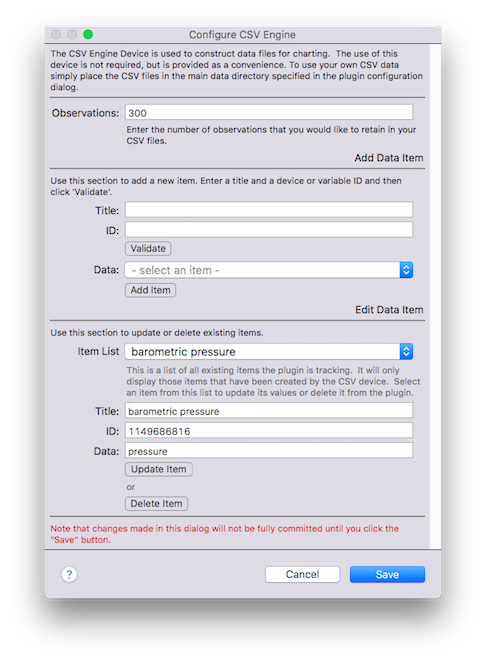 Configure CSV Engine
The CSV Engine Device is used to construct data files for charting.  The use of this
device is not required, but is provided as a convenience. To use your own CSV data
simply place the CSV files in the main data directory specified in the plugin configuration
dialog.
Observations: 300
Enter the number of observations that you would like to retain in your
CSV files.
Add Data Item
Use this section to add a new item. Enter a title and a device or variable ID and then
click 'Validate'.
Title:
ID:
Validate
Data: - select an item -
Add Item
Edit Data Item
Use this section to update or delete existing items.
Item List barometric pressure
This is a list of all existing items the plugin is tracking.  It will only
display those items that have been created by the CSV device.  Select
an item from this list to update its values or delete it from the plugin.
Title: barometric pressure
ID: 1149686816
Data: pressure
Update Item
or
Delete Item
Note that changes made in this dialog will not be fully committed until you click the
"Save" button.
? Cancel Save